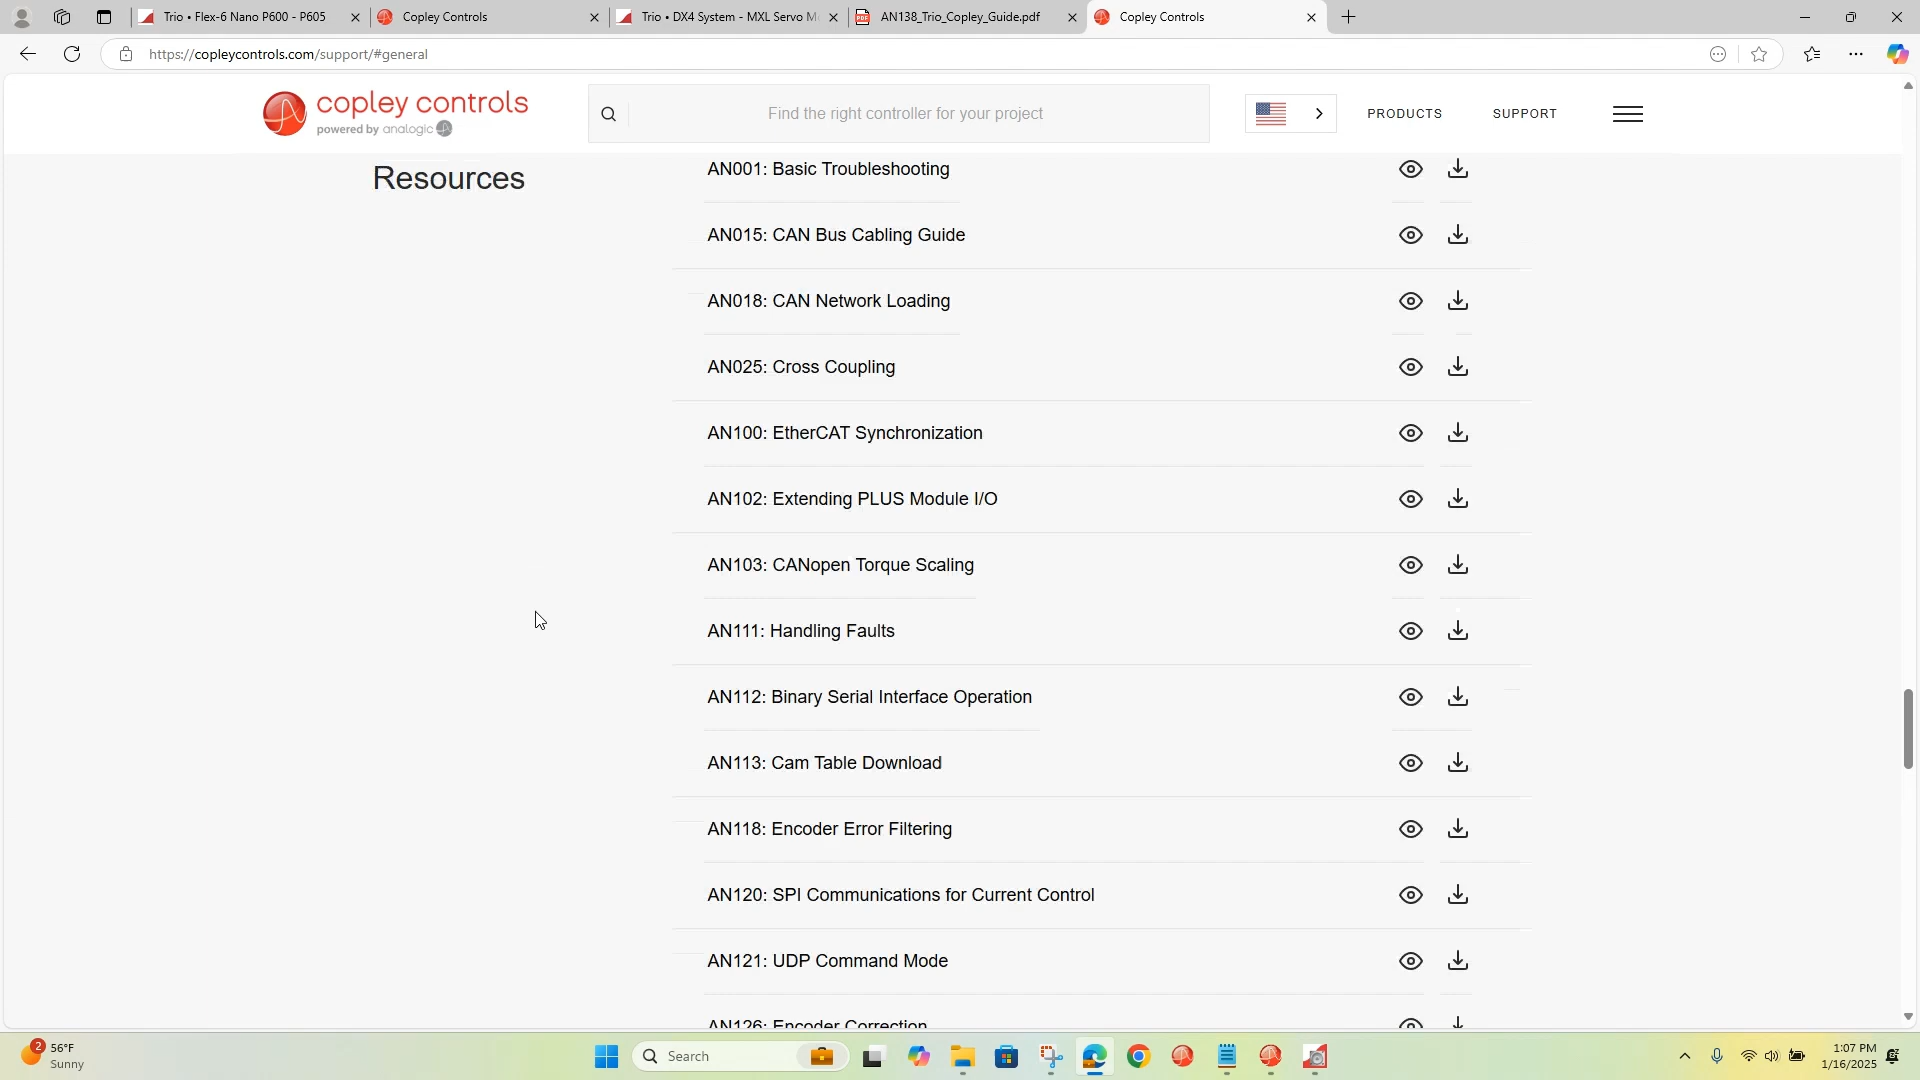 Trio • Flex-6 Nano P600 - P605
Copley Controls
Trio • DX4 System - MXL Servo M
AN138_Trio_Copley_Guide.pdf
Copley Controls
https://copleycontrols.com/support/#general
copley controls
powered by analogic
Find the right controller for your project
PRODUCTS
SUPPORT
Resources
AN001: Basic Troubleshooting
AN015: CAN Bus Cabling Guide
AN018: CAN Network Loading
AN025: Cross Coupling
AN100: EtherCAT Synchronization
AN102: Extending PLUS Module I/O
AN103: CANopen Torque Scaling
AN111: Handling Faults
AN112: Binary Serial Interface Operation
AN113: Cam Table Download
AN118: Encoder Error Filtering
AN120: SPI Communications for Current Control
AN121: UDP Command Mode
AN126: Encoder Correction
2
56°F
Sunny
Search
1:07 PM
1/16/2025